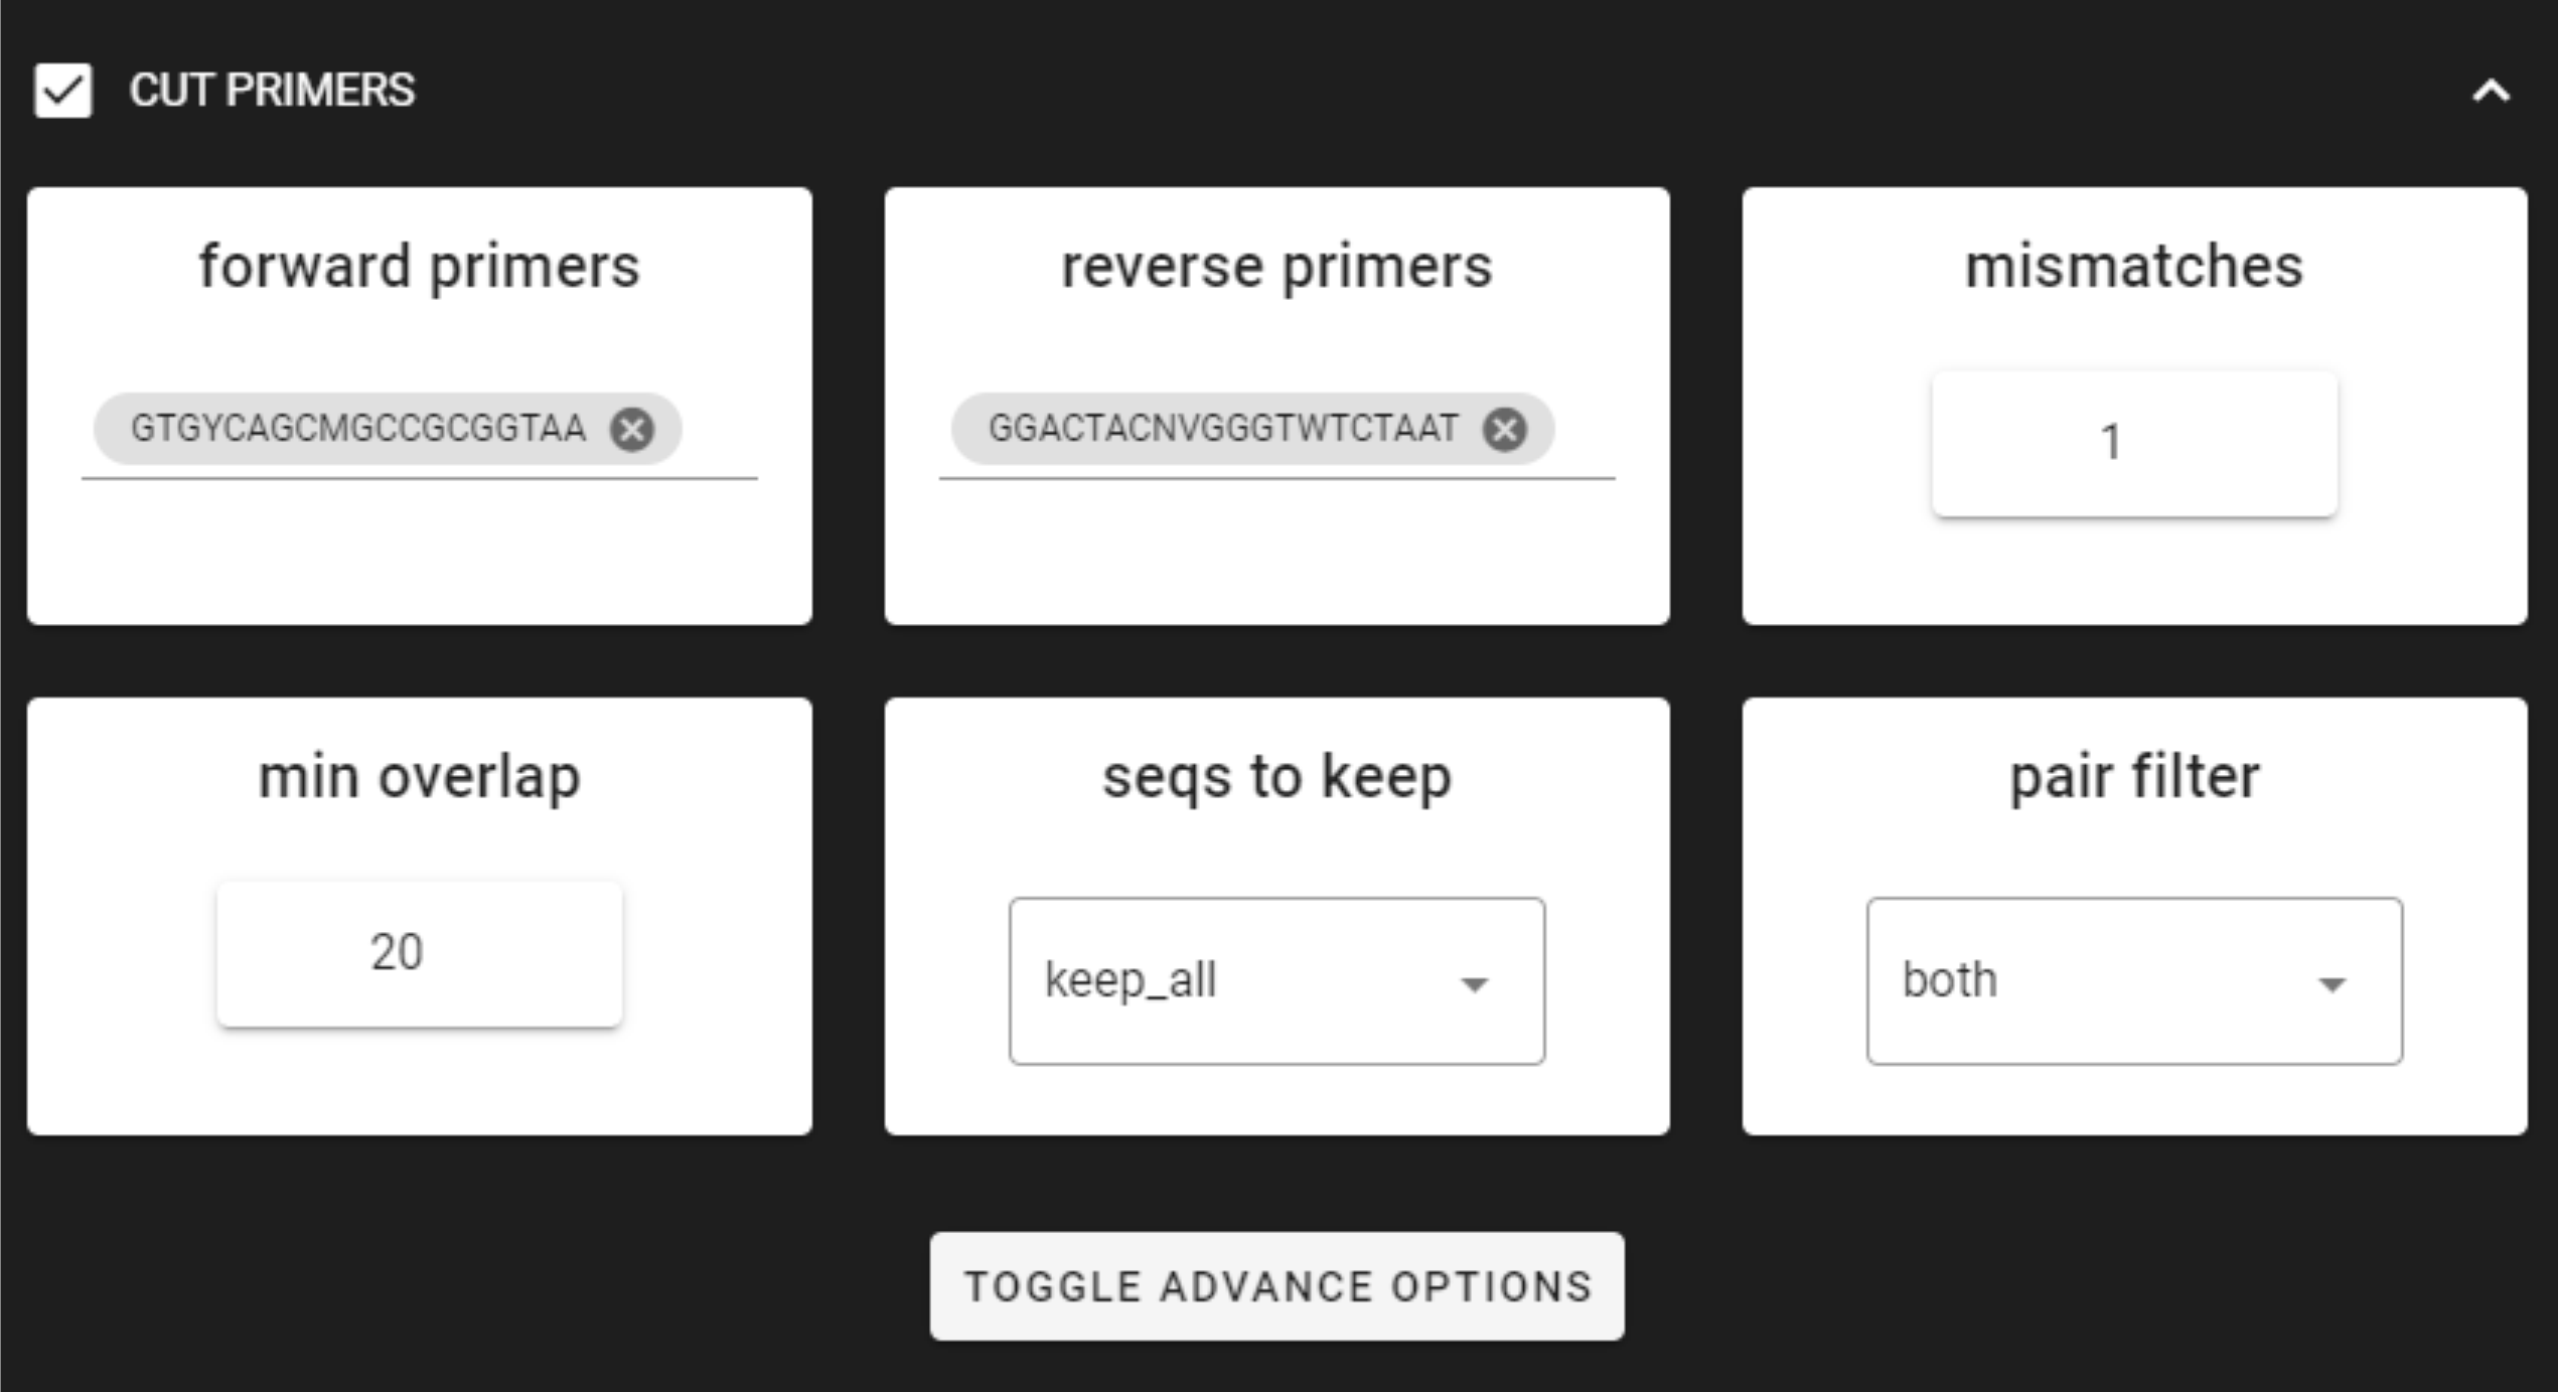 CUT PRIMERS
forward primers
GTGYCAGCMGCCGCGGTAA
reverse primers
GGACTACNVGGGTWTCTAAT
mismatches
1
min overlap
20
seqs to keep
keep_all
pair filter
both
TOGGLE ADVANCE OPTIONS